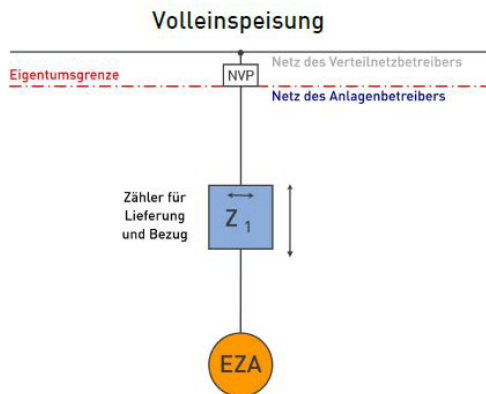 Volleinspeisung
Netz des Verteilnetzbetreibers
NVP
Eigentumsgrenze
Netz des Anlagenbetreibers
Zähler für
Lieferung
und Bezug
Z 1
EZA